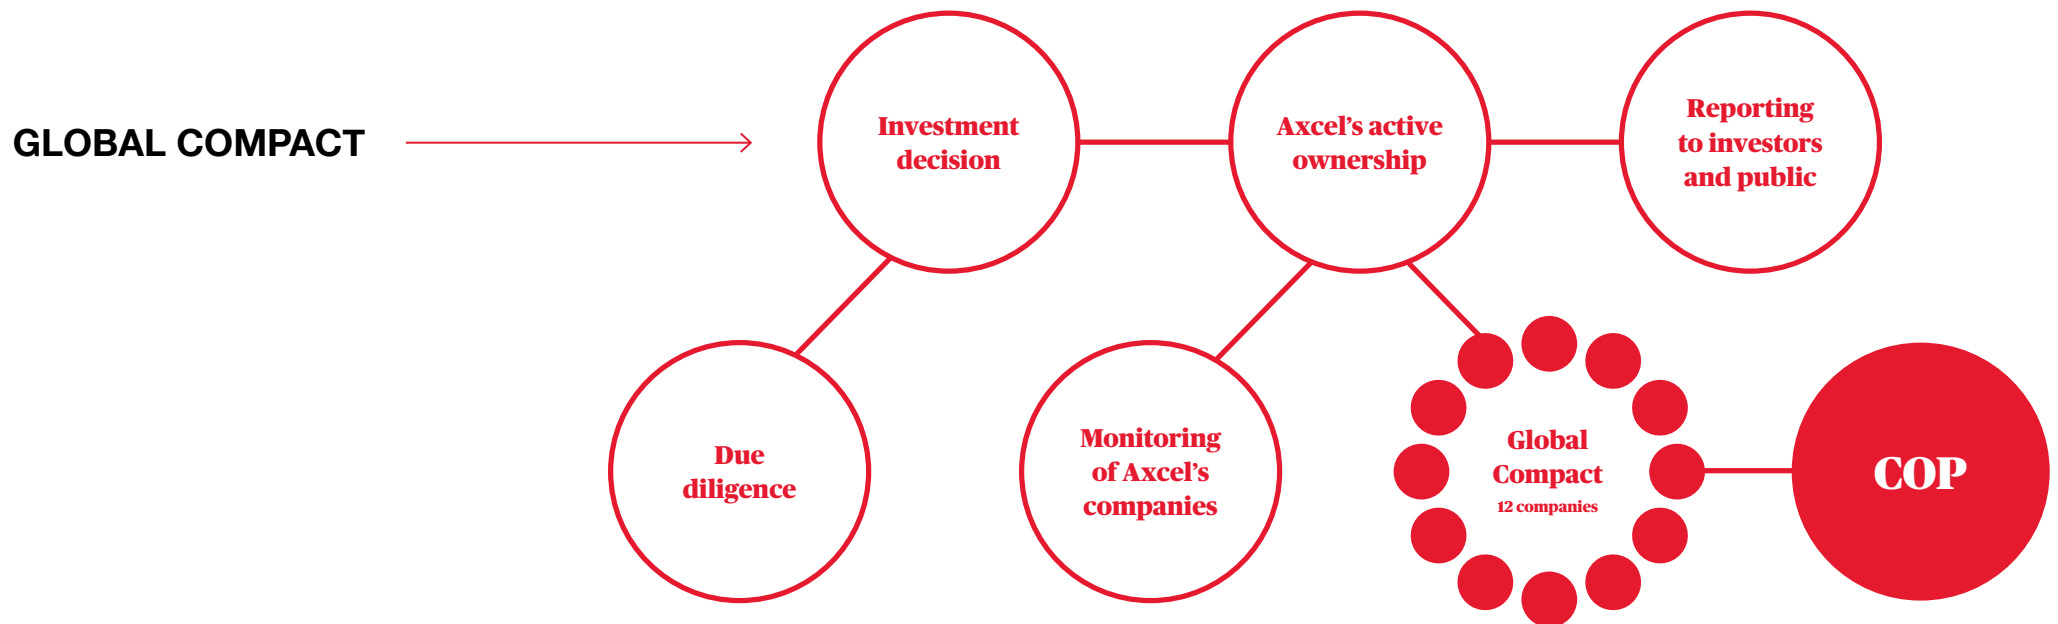 GLOBAL COMPACT
Investment
decision
Axcel’s active
ownership
Reporting
to investors
and public
Due
diligence
Monitoring
of Axcel’s
companies
Global
Compact
12 companies
COP